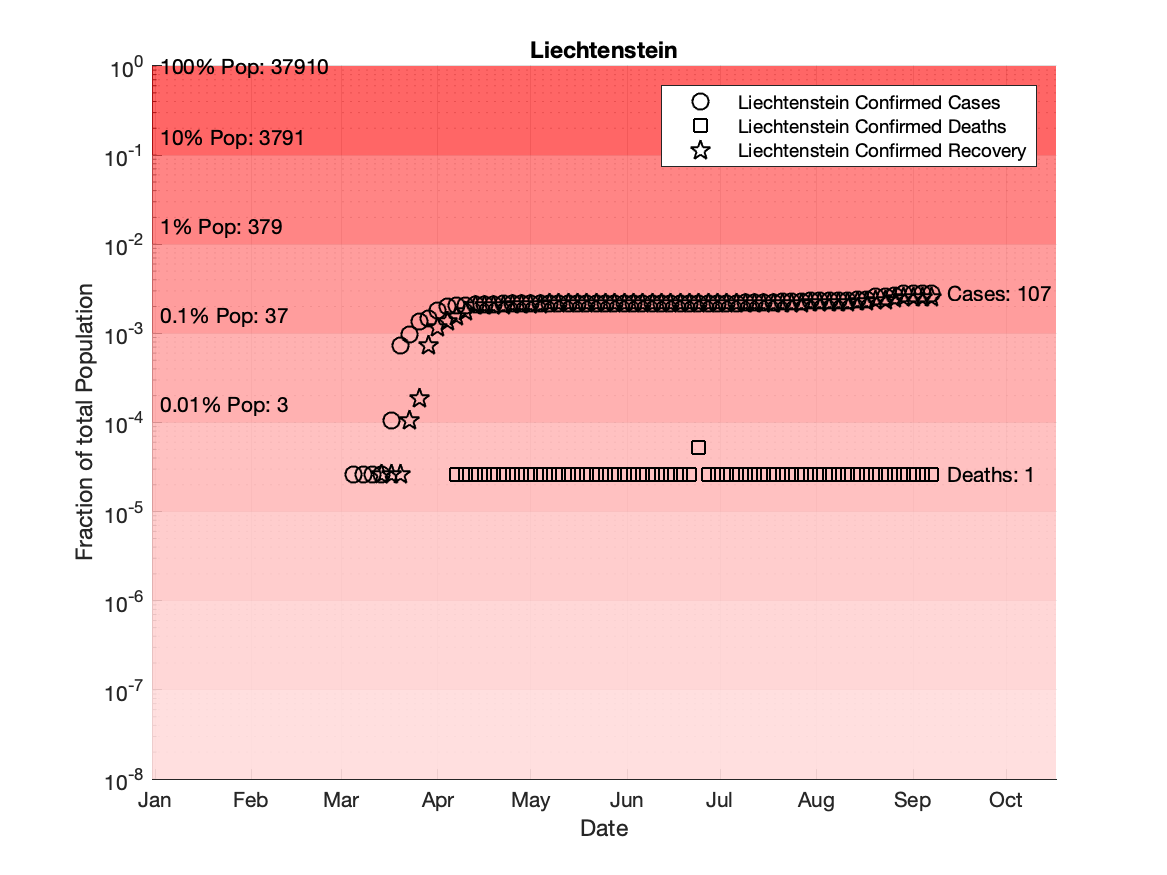 Liechtenstein
10^0
100% Pop: 37910
Liechtenstein Confirmed Cases
Liechtenstein Confirmed Deaths
Liechtenstein Confirmed Recovery
10% Pop: 3791
10^-1
1% Pop: 379
10^-2
Cases: 107
0.1% Pop: 37
10^-3
0.01% Pop: 3
10^-4
Deaths: 1
10^-5
10^-6
10^-7
10^-8
Fraction of total Population
Jan Feb Mar Apr May Jun Jul Aug Sep Oct
Date